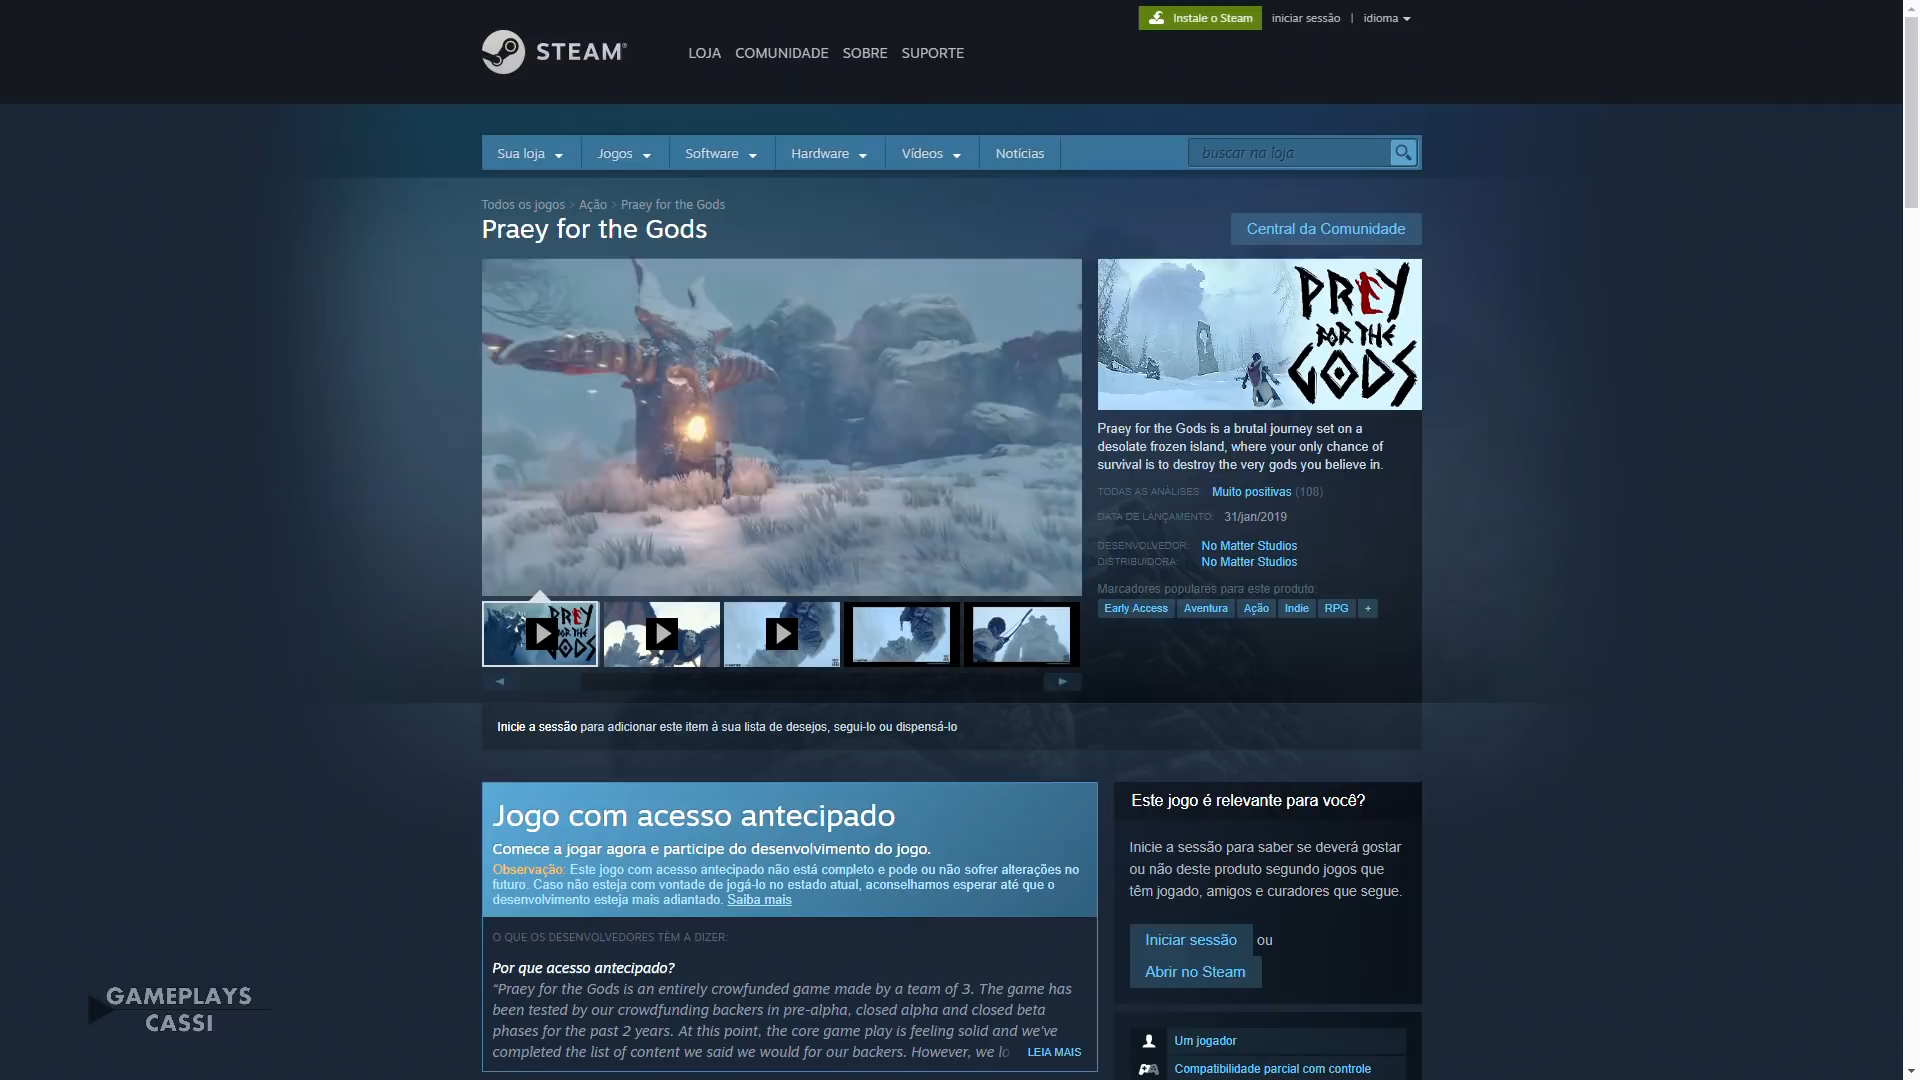 Instale o Steam
iniciar sessão | idioma
STEAM
LOJA COMUNIDADE SOBRE SUPORTE
Sua loja Jogos Software Hardware Vídeos Notícias
buscar na loja
Todos os jogos > Ação > Praey for the Gods
Praey for the Gods
Central da Comunidade
PREY
FOR THE
GODS
Praey for the Gods is a brutal journey set on a
desolate frozen island, where your only chance of
survival is to destroy the very gods you believe in.
TODAS AS ANÁLISES: Muito positivas (108)
DATA DE LANÇAMENTO: 31/jan/2019
DESENVOLVEDOR: No Matter Studios
DISTRIBUIDORA: No Matter Studios
Marcadores populares para este produto:
Early Access Aventura Ação Indie RPG +
PREY
FOR THE
GODS
Inicie a sessão para adicionar este item à sua lista de desejos, segui-lo ou dispensá-lo
Jogo com acesso antecipado
Comece a jogar agora e participe do desenvolvimento do jogo.
Observação: Este jogo com acesso antecipado não está completo e pode ou não sofrer alterações no
futuro. Caso não esteja com vontade de jogá-lo no estado atual, aconselhamos esperar até que o
desenvolvimento esteja mais adiantado. Saiba mais
O QUE OS DESENVOLVEDORES TÊM A DIZER:
Por que acesso antecipado?
“Praey for the Gods is an entirely crowfunded game made by a team of 3. The game has
been tested by our crowdfunding backers in pre-alpha, closed alpha and closed beta
phases for the past 2 years. At this point, the core game play is feeling solid and we've
completed the list of content we said we would for our backers. However, we lo
LEIA MAIS
Este jogo é relevante para você?
Inicie a sessão para saber se deverá gostar
ou não deste produto segundo jogos que
têm jogado, amigos e curadores que segue.
Iniciar sessão ou
Abrir no Steam
Um jogador
Compatibilidade parcial com controle
GAMEPLAYS
CASSI